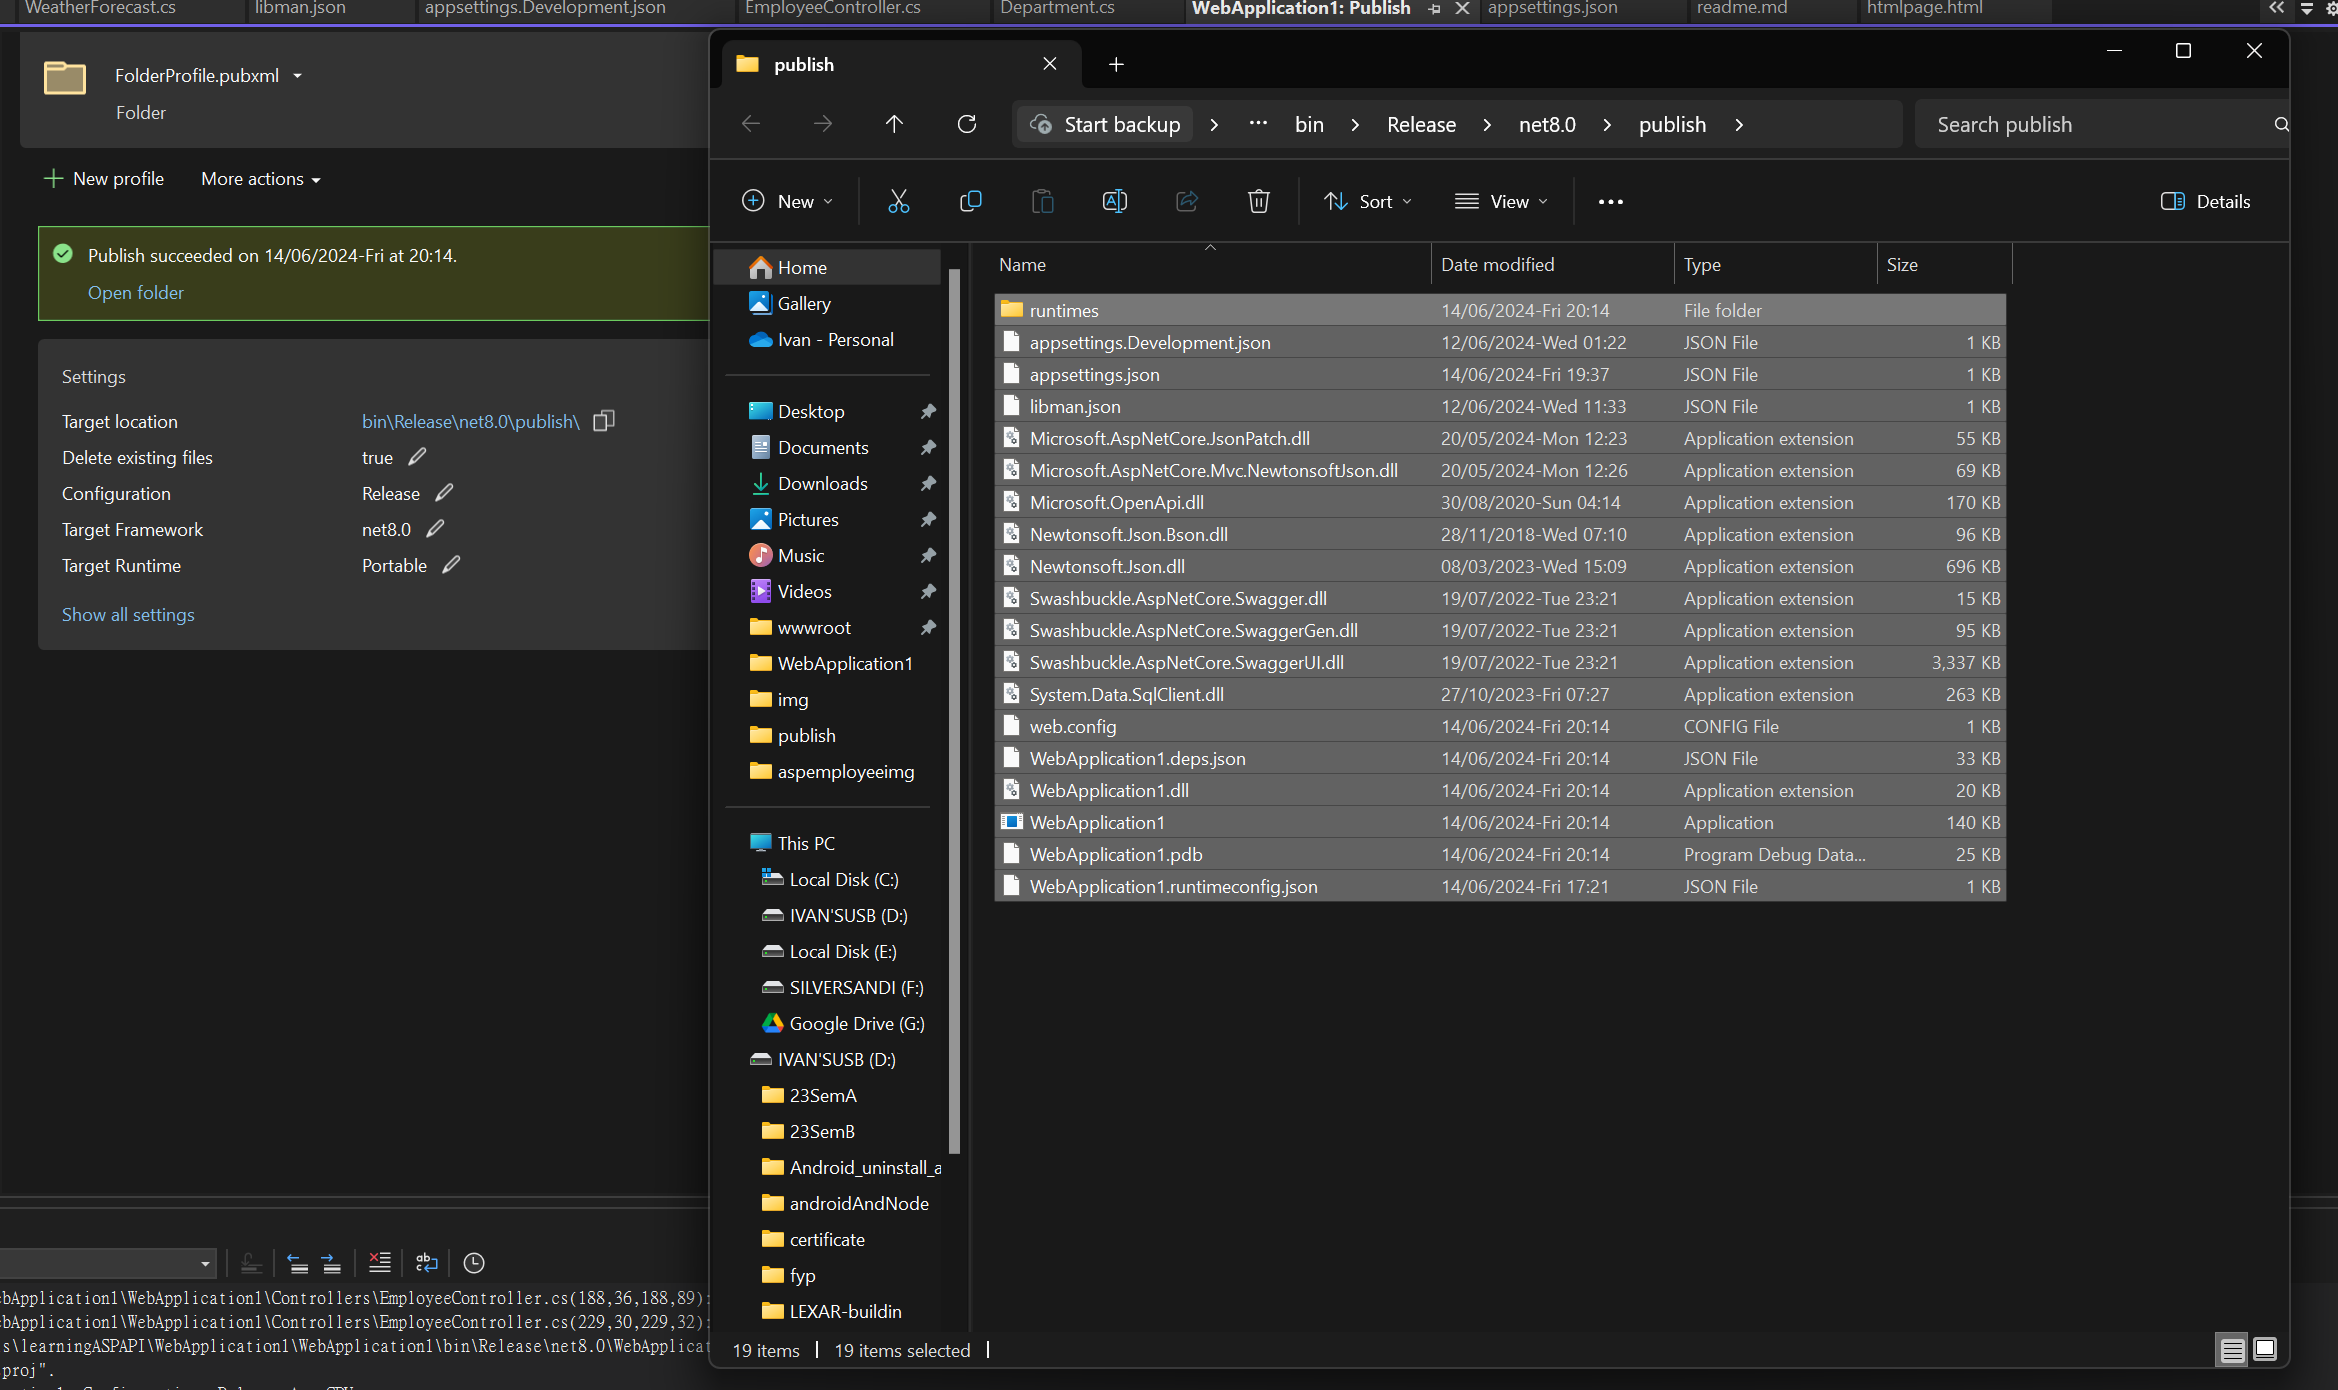 WeatherForecast.cs
libman.json
appsettings.Development.json
EmployeeController.cs
Department.cs
WebApplication1: Publish
appsettings.json
readme.md
htmlpage.html
FolderProfile.pubxml
Folder
New profile
More actions
Publish succeeded on 14/06/2024-Fri at 20:14.
Open folder
Settings
Target location bin\Release\net8.0\publish\
Delete existing files true
Configuration Release
Target Framework net8.0
Target Runtime Portable
Show all settings
bApplication1\WebApplication1\Controllers\EmployeeController.cs(188,36,188,89):
bApplication1\WebApplication1\Controllers\EmployeeController.cs(229,30,229,32):
s\learningASPAPI\WebApplication1\WebApplication1\bin\Release\net8.0\WebApplicat
proj".
publish
Start backup
bin
Release
net8.0
publish
Search publish
New
Sort
View
Details
Home
Gallery
Ivan - Personal
Desktop
Documents
Downloads
Pictures
Music
Videos
wwwroot
WebApplication1
img
publish
aspemployeeimg
This PC
Local Disk (C:)
IVAN'SUSB (D:)
Local Disk (E:)
SILVERSANDI (F:)
Google Drive (G:)
IVAN'SUSB (D:)
23SemA
23SemB
Android_uninstall_a
androidAndNode
certificate
fyp
LEXAR-buildin
Name Date modified Type Size
runtimes 14/06/2024-Fri 20:14 File folder
appsettings.Development.json 12/06/2024-Wed 01:22 JSON File 1 KB
appsettings.json 14/06/2024-Fri 19:37 JSON File 1 KB
libman.json 12/06/2024-Wed 11:33 JSON File 1 KB
Microsoft.AspNetCore.JsonPatch.dll 20/05/2024-Mon 12:23 Application extension 55 KB
Microsoft.AspNetCore.Mvc.NewtonsoftJson.dll 20/05/2024-Mon 12:26 Application extension 69 KB
Microsoft.OpenApi.dll 30/08/2020-Sun 04:14 Application extension 170 KB
Newtonsoft.Json.Bson.dll 28/11/2018-Wed 07:10 Application extension 96 KB
Newtonsoft.Json.dll 08/03/2023-Wed 15:09 Application extension 696 KB
Swashbuckle.AspNetCore.Swagger.dll 19/07/2022-Tue 23:21 Application extension 15 KB
Swashbuckle.AspNetCore.SwaggerGen.dll 19/07/2022-Tue 23:21 Application extension 95 KB
Swashbuckle.AspNetCore.SwaggerUI.dll 19/07/2022-Tue 23:21 Application extension 3,337 KB
System.Data.SqlClient.dll 27/10/2023-Fri 07:27 Application extension 263 KB
web.config 14/06/2024-Fri 20:14 CONFIG File 1 KB
WebApplication1.deps.json 14/06/2024-Fri 20:14 JSON File 33 KB
WebApplication1.dll 14/06/2024-Fri 20:14 Application extension 20 KB
WebApplication1 14/06/2024-Fri 20:14 Application 140 KB
WebApplication1.pdb 14/06/2024-Fri 20:14 Program Debug Data... 25 KB
WebApplication1.runtimeconfig.json 14/06/2024-Fri 17:21 JSON File 1 KB
19 items
19 items selected